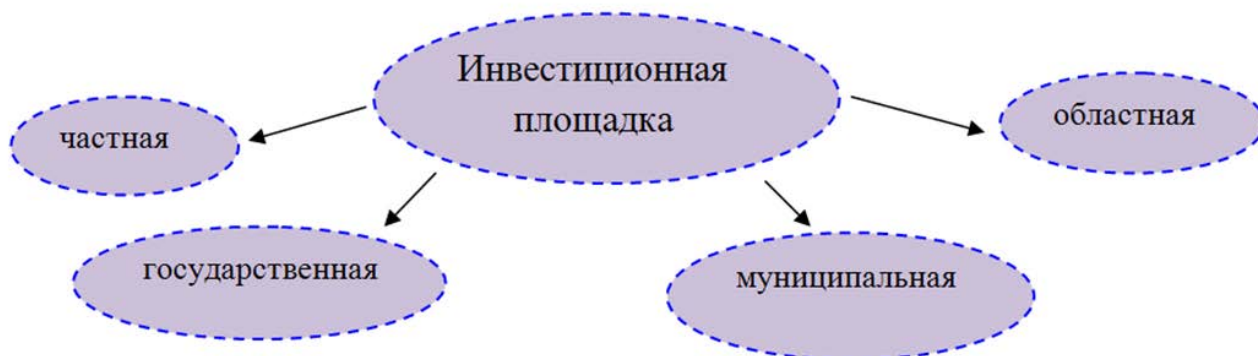 Инвестиционная
площадка
частная
областная
государственная
муниципальная